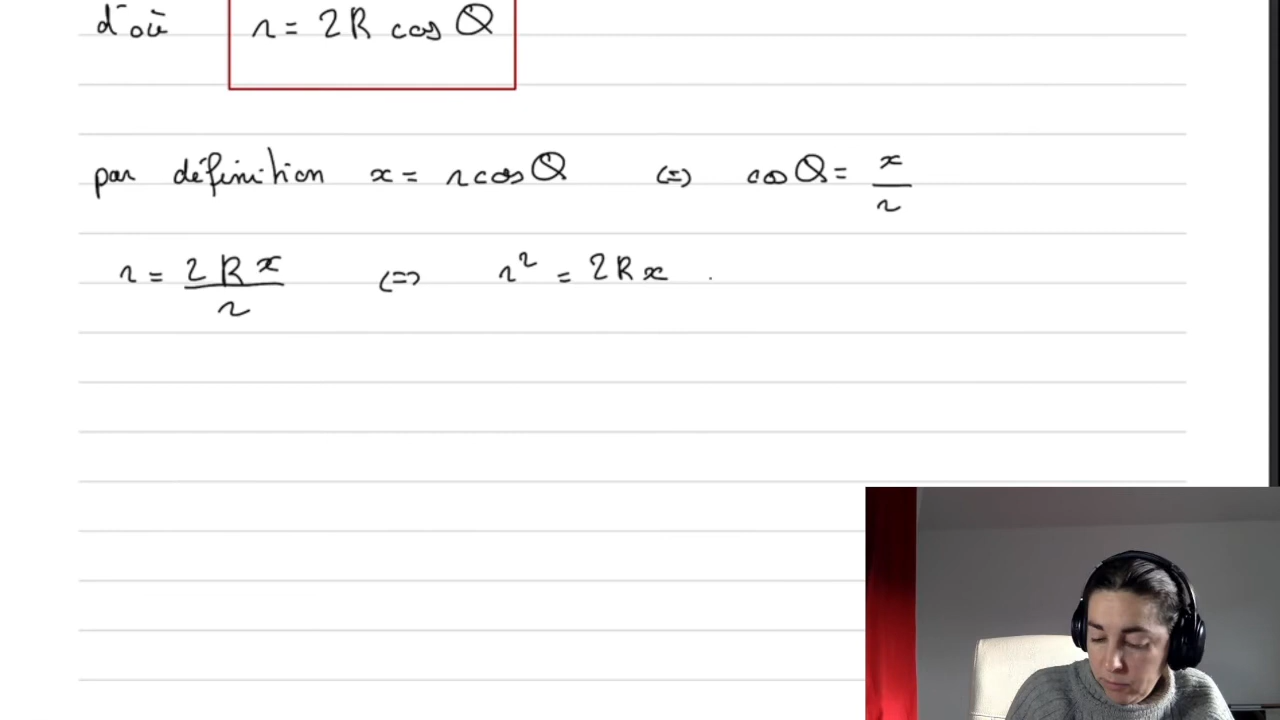 d'où r = 2R cos θ
par définition x = r cos θ (=) cos θ = x/r
r = 2Rx/r (=) r² = 2Rx